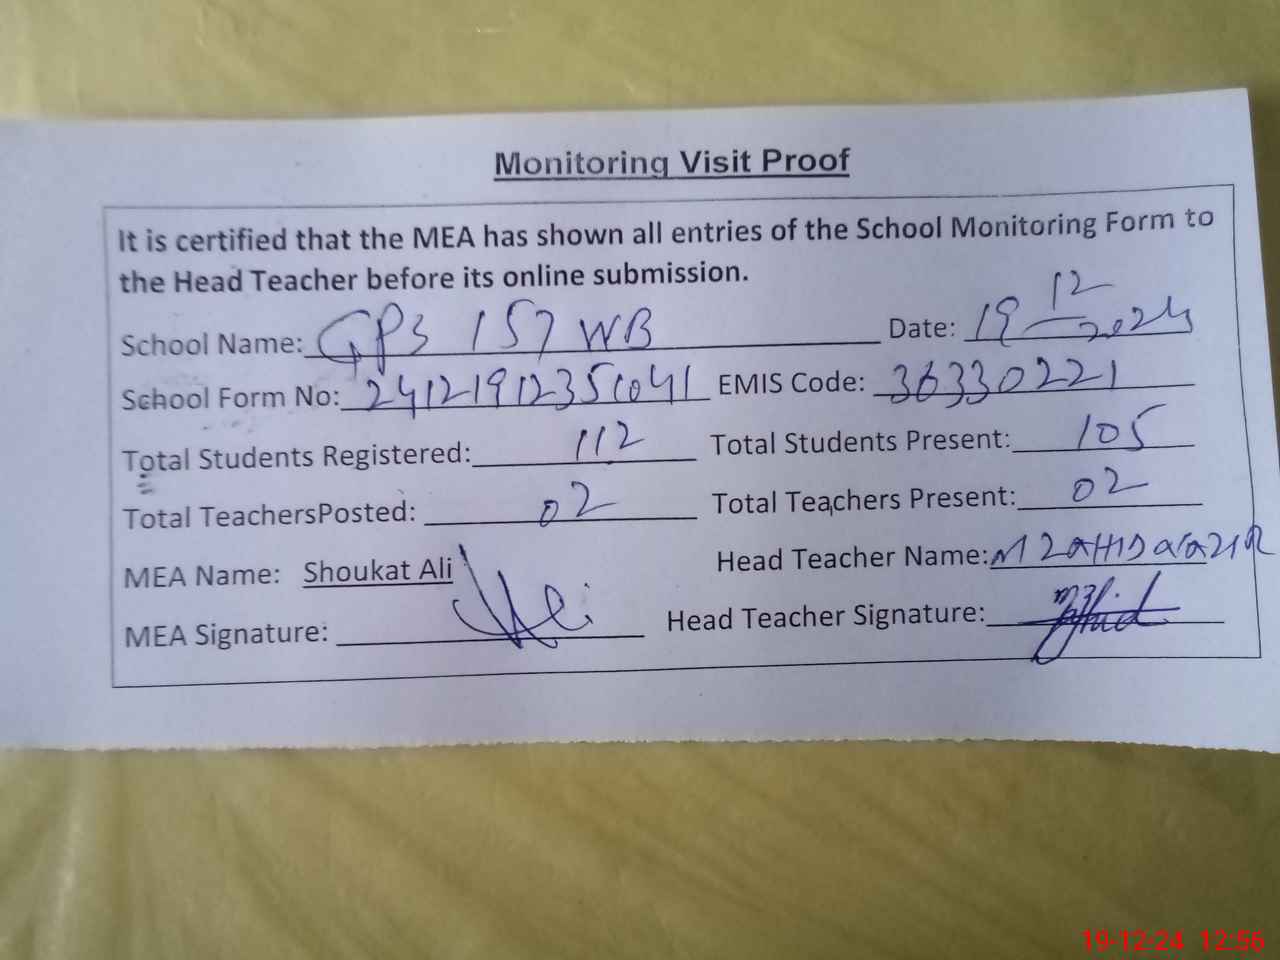 Monitoring Visit Proof
It is certified that the MEA has shown all entries of the School Monitoring Form to
the Head Teacher before its online submission.
School Name: GPS 157 WB Date: 19 12 2024
School Form No: 24121912351041 EMIS Code: 36330221
Total Students Registered: 112 Total Students Present: 105
Total TeachersPosted: 02 Total Teachers Present: 02
MEA Name: Shoukat Ali Head Teacher Name: M ZAHID
MEA Signature: Head Teacher Signature:
19-12-24 12:56